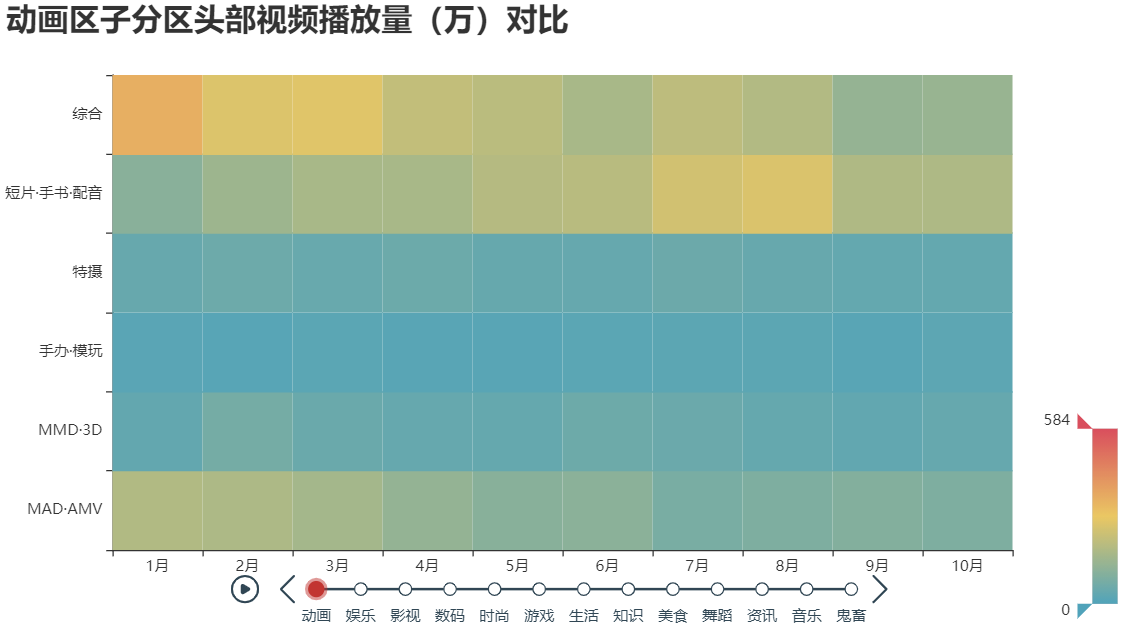 动画区子分区头部视频播放量（万）对比
综合
短片·手书·配音
特摄
手办·模玩
MMD·3D
MAD·AMV
1月 2月 3月 4月 5月 6月 7月 8月 9月 10月
动画 娱乐 影视 数码 时尚 游戏 生活 知识 美食 舞蹈 资讯 音乐 鬼畜
584
0